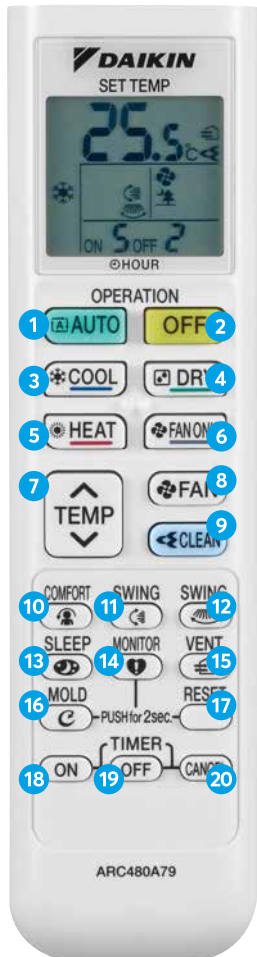 DAIKIN
SET TEMP
25.5℃
ON 5 OFF 2
HOUR
OPERATION
1 A AUTO OFF 2
3 COOL DRY 4
5 HEAT FAN ONLY 6
7 TEMP FAN 8
CLEAN 9
COMFORT SWING SWING
10 11 12
SLEEP MONITOR VENT
13 14 15
MOLD RESET
16 PUSH for 2sec. 17
TIMER
18 ON 19 OFF CANCEL 20
ARC480A79